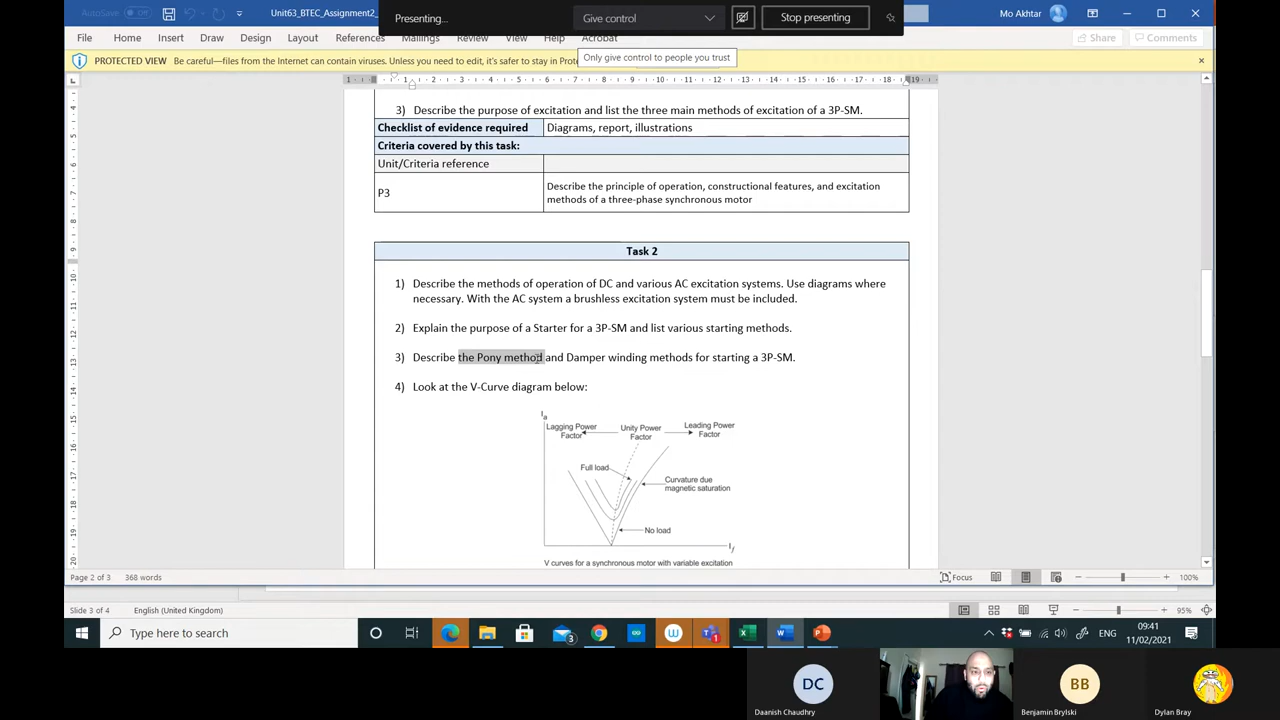 AutoSave Off
Unit63_BTEC_Assignment2_
Presenting...
Give control
Stop presenting
Mo Akhtar
File Home Insert Draw Design Layout References Mailings Review View Help Acrobat
Share Comments
Only give control to people you trust
PROTECTED VIEW Be careful—files from the Internet can contain viruses. Unless you need to edit, it's safer to stay in Prote
3) Describe the purpose of excitation and list the three main methods of excitation of a 3P-SM.
Checklist of evidence required Diagrams, report, illustrations
Criteria covered by this task:
Unit/Criteria reference
P3
Describe the principle of operation, constructional features, and excitation
methods of a three-phase synchronous motor
Task 2
1) Describe the methods of operation of DC and various AC excitation systems. Use diagrams where
necessary. With the AC system a brushless excitation system must be included.
2) Explain the purpose of a Starter for a 3P-SM and list various starting methods.
3) Describe the Pony method and Damper winding methods for starting a 3P-SM.
4) Look at the V-Curve diagram below:
Ia
Lagging Power
Factor
Unity Power
Factor
Leading Power
Factor
Full load
Curvature due
magnetic saturation
No load
If
V curves for a synchronous motor with variable excitation
Page 2 of 3 368 words
Focus
100%
Slide 3 of 4 English (United Kingdom)
95%
Type here to search
ENG
09:41
11/02/2021
DC
Daanish Chaudhry
BB
Benjamin Brylski
Dylan Bray